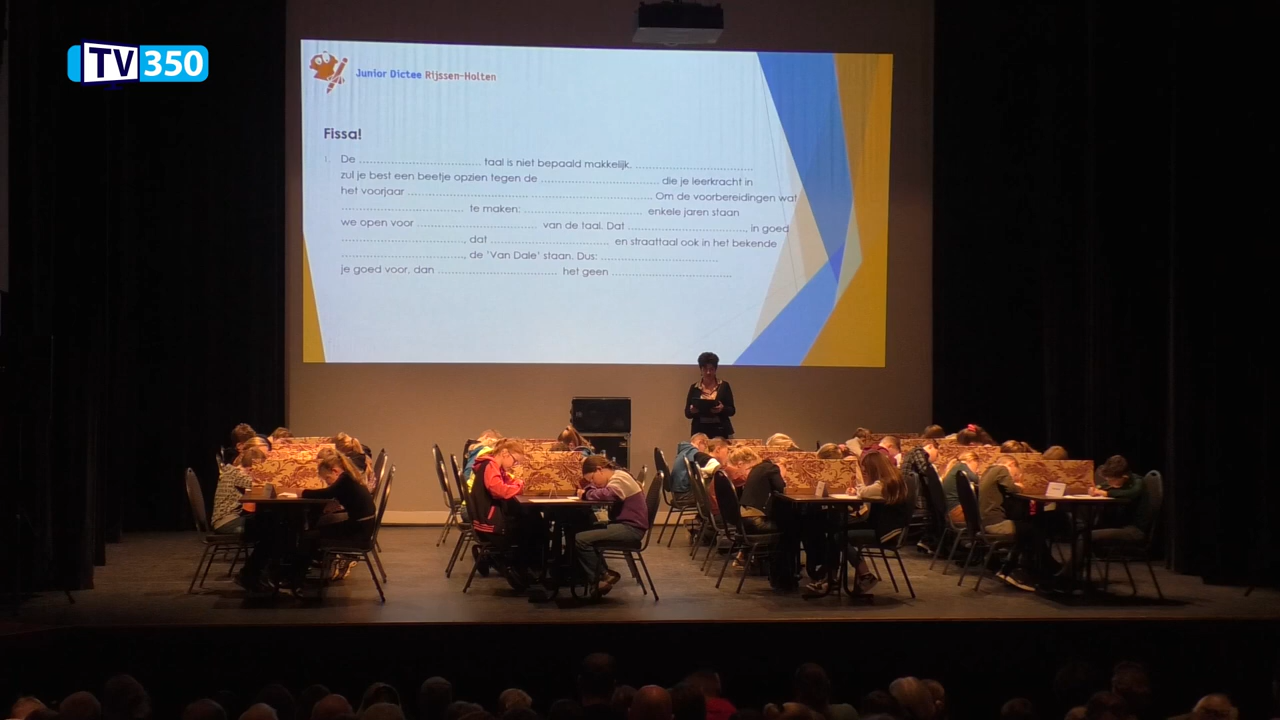 TV350
Junior Dictee Rijssen-Holten
Fissa!
1. De ................................ taal is niet bepaald makkelijk. ................................
zul je best een beetje opzien tegen de ................................ die je leerkracht in
het voorjaar ................................ ................................ Om de voorbereidingen wat
................................ te maken: ................................ enkele jaren staan
we open voor ................................ van de taal. Dat ................................, in goed
................................, dat ................................ en straattaal ook in het bekende
................................, de 'Van Dale' staan. Dus: ................................
je goed voor, dan ................................ het geen ................................